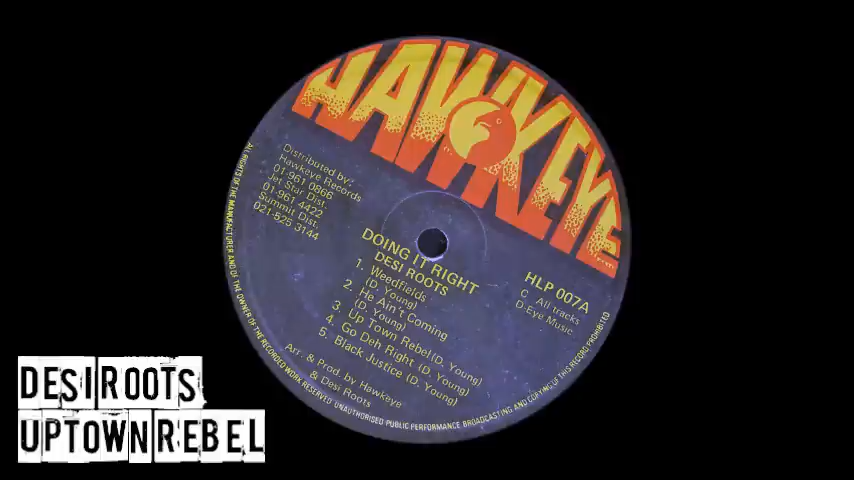 HAWKEYE
Distributed by:-
Hawkeye Records
01-961 0866
Jet Star Dist.
01-961 4422
Summit Dist.
021-525 3144
DOING IT RIGHT
DESI ROOTS
1. Weedfields
(D. Young)
2. He Ain't Coming
(D. Young)
3. Up Town Rebel (D. Young)
4. Go Deh Right (D. Young)
5. Black Justice (D. Young)
Arr. & Prod. by Hawkeye
& Desi Roots
HLP 007A
C All tracks
D-Eye Music
ALL RIGHTS OF THE MANUFACTURER AND OF THE OWNER OF THE RECORDED WORK RESERVED. UNAUTHORISED PUBLIC PERFORMANCE BROADCASTING AND COPYING OF THIS RECORD PROHIBITED
DESI ROOTS
UPTOWN REBEL